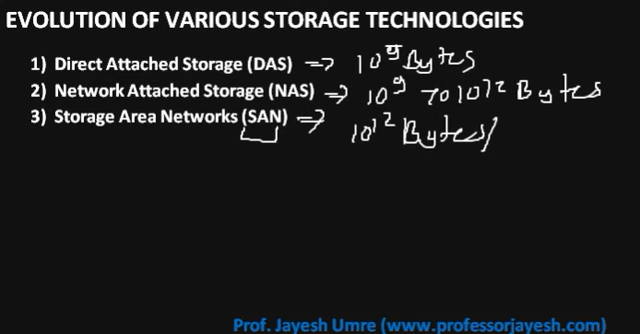 EVOLUTION OF VARIOUS STORAGE TECHNOLOGIES
1) Direct Attached Storage (DAS) => 10^9 Bytes
2) Network Attached Storage (NAS) => 10^9 TO 10^12 Bytes
3) Storage Area Networks (SAN) => 10^12 Bytes/
Prof. Jayesh Umre (www.professorjayesh.com)